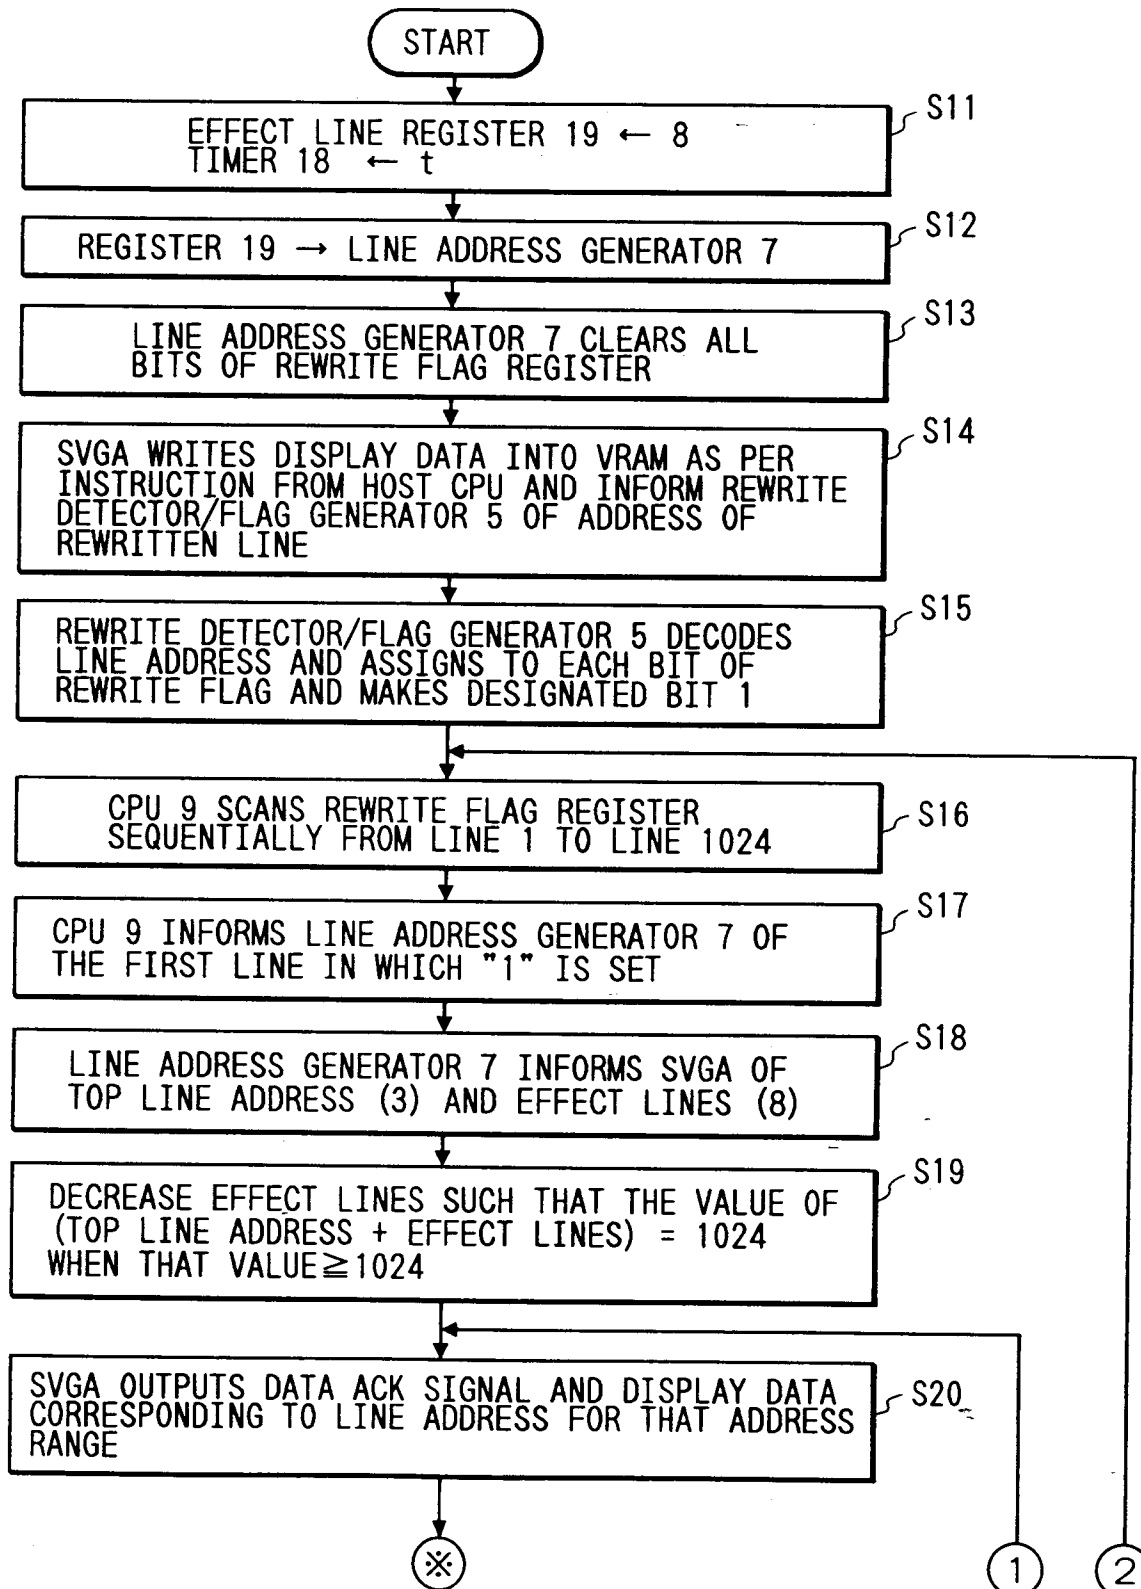 START
S11
EFFECT LINE REGISTER 19 ← 8
TIMER 18 ← t
S12
REGISTER 19 → LINE ADDRESS GENERATOR 7
S13
LINE ADDRESS GENERATOR 7 CLEARS ALL
BITS OF REWRITE FLAG REGISTER
S14
SVGA WRITES DISPLAY DATA INTO VRAM AS PER
INSTRUCTION FROM HOST CPU AND INFORM REWRITE
DETECTOR/FLAG GENERATOR 5 OF ADDRESS OF
REWRITTEN LINE
S15
REWRITE DETECTOR/FLAG GENERATOR 5 DECODES
LINE ADDRESS AND ASSIGNS TO EACH BIT OF
REWRITE FLAG AND MAKES DESIGNATED BIT 1
CPU 9 SCANS REWRITE FLAG REGISTER
SEQUENTIALLY FROM LINE 1 TO LINE 1024
S16
S17
CPU 9 INFORMS LINE ADDRESS GENERATOR 7 OF
THE FIRST LINE IN WHICH "1" IS SET
S18
LINE ADDRESS GENERATOR 7 INFORMS SVGA OF
TOP LINE ADDRESS (3) AND EFFECT LINES (8)
S19
DECREASE EFFECT LINES SUCH THAT THE VALUE OF
(TOP LINE ADDRESS + EFFECT LINES) = 1024
WHEN THAT VALUE≧1024
SVGA OUTPUTS DATA ACK SIGNAL AND DISPLAY DATA
CORRESPONDING TO LINE ADDRESS FOR THAT ADDRESS
RANGE
S20
※
1
2